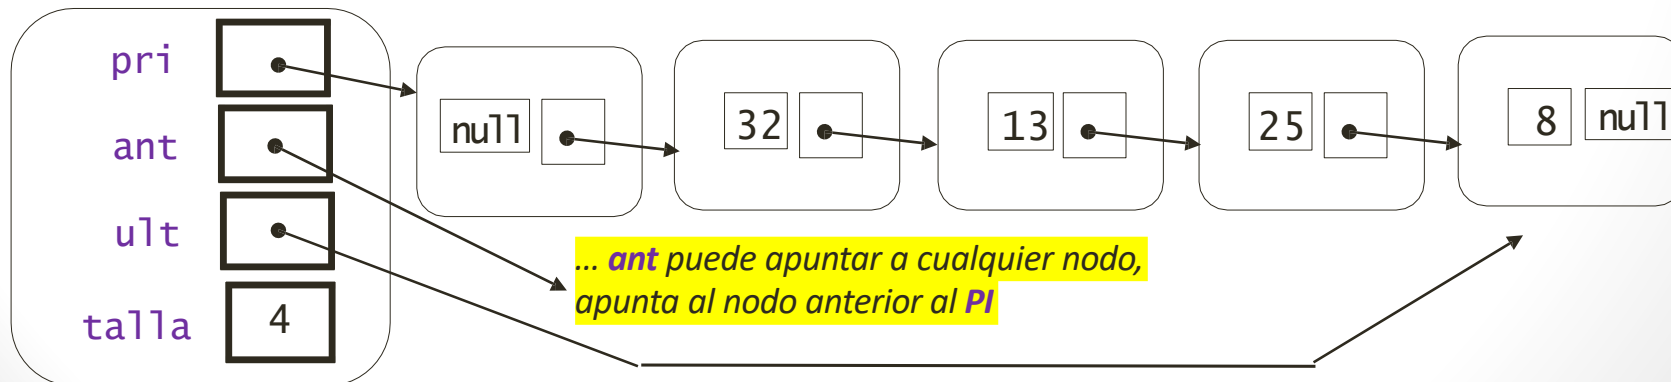 pri
ant
ult
talla
4
null
32
13
25
8
null
... ant puede apuntar a cualquier nodo,
apunta al nodo anterior al PI